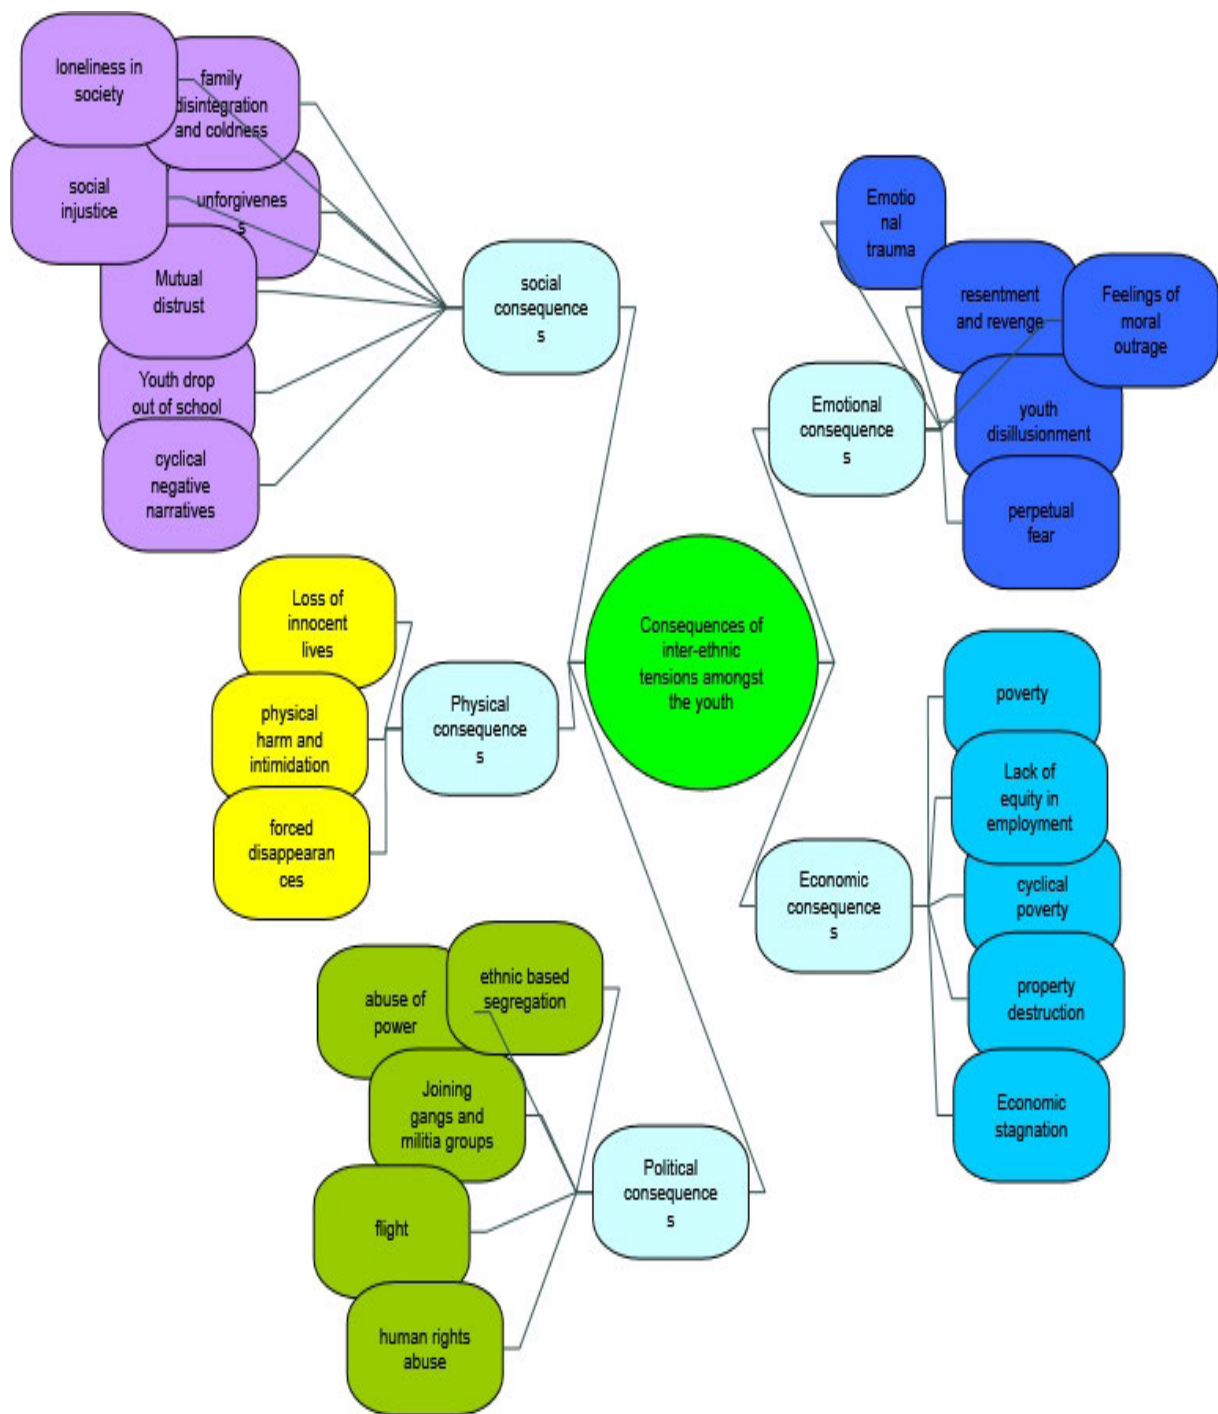 loneliness in
society
family
disintegration
and coldness
social
injustice
unforgivenes
s
Mutual
distrust
Youth drop
out of school
cyclical
negative
narratives
social
consequence
s
Emotio
nal
trauma
resentment
and revenge
Feelings of
moral
outrage
youth
disillusionment
perpetual
fear
Emotional
consequence
s
Consequences of
inter-ethnic
tensions amongst
the youth
Loss of
innocent
lives
physical
harm and
intimidation
forced
disappearan
ces
Physical
consequence
s
poverty
Lack of
equity in
employment
cyclical
poverty
property
destruction
Economic
stagnation
Economic
consequence
s
abuse of
power
ethnic based
segregation
Joining
gangs and
militia groups
flight
human rights
abuse
Political
consequence
s